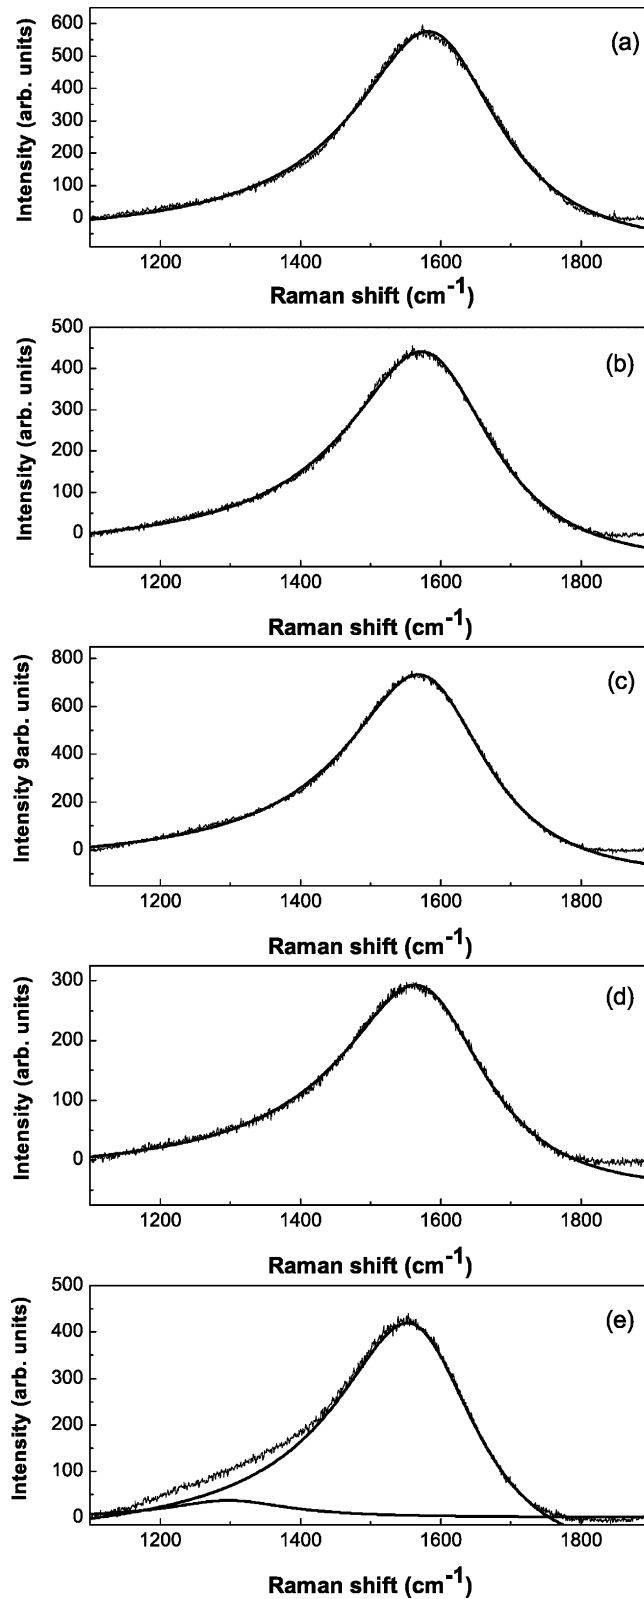 600
500
400
300
200
100
0
Intensity (arb. units)
(a)
1200 1400 1600 1800
Raman shift (cm-1)
500
400
300
200
100
0
Intensity (arb. units)
(b)
1200 1400 1600 1800
Raman shift (cm-1)
800
600
400
200
0
Intensity 9arb. units)
(c)
1200 1400 1600 1800
Raman shift (cm-1)
300
200
100
0
Intensity (arb. units)
(d)
1200 1400 1600 1800
Raman shift (cm-1)
500
400
300
200
100
0
Intensity (arb. units)
(e)
1200 1400 1600 1800
Raman shift (cm-1)